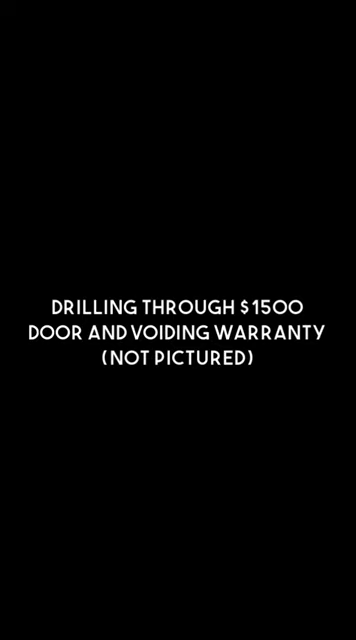 DRILLING THROUGH $1500
DOOR AND VOIDING WARRANTY
(NOT PICTURED)